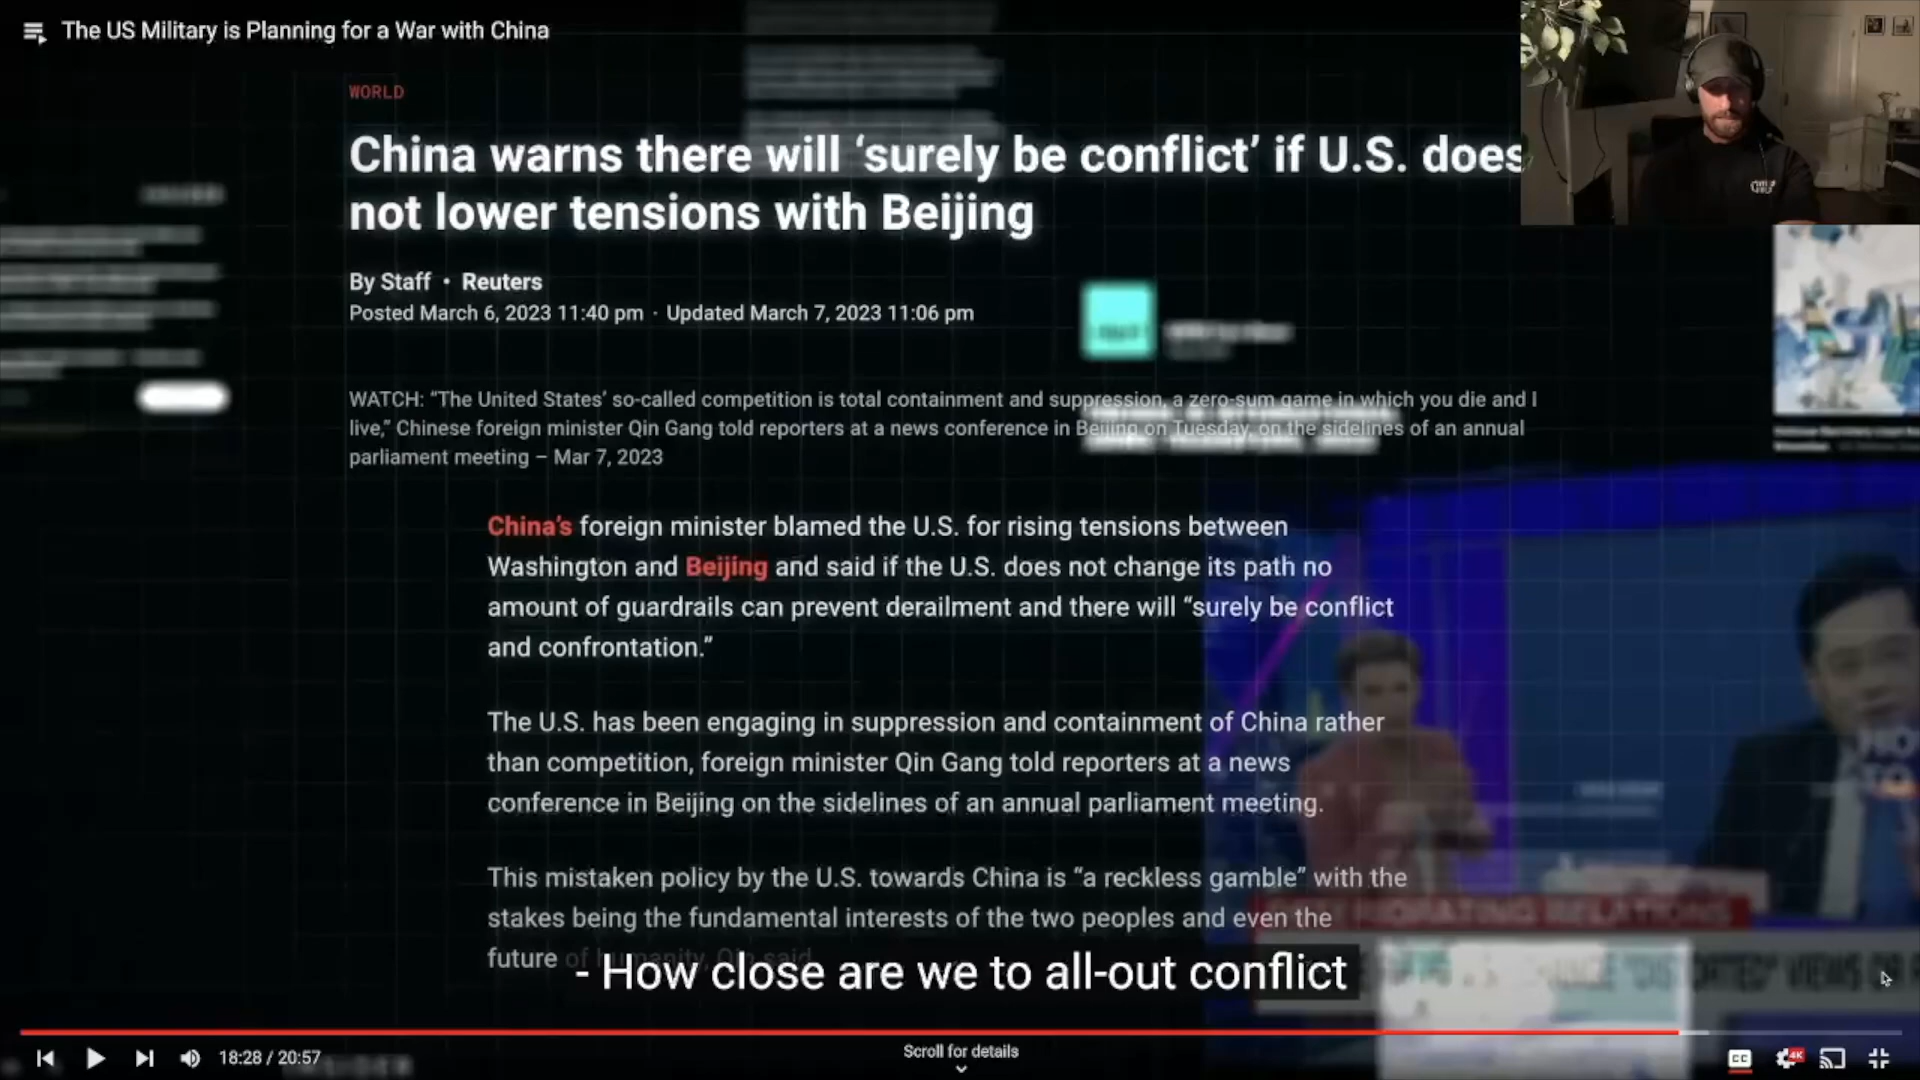 The US Military is Planning for a War with China
WORLD
China warns there will ‘surely be conflict’ if U.S. does
not lower tensions with Beijing
By Staff • Reuters
Posted March 6, 2023 11:40 pm · Updated March 7, 2023 11:06 pm
WATCH: “The United States’ so-called competition is total containment and suppression, a zero-sum game in which you die and I
live,” Chinese foreign minister Qin Gang told reporters at a news conference in Beijing on Tuesday, on the sidelines of an annual
parliament meeting – Mar 7, 2023
China’s foreign minister blamed the U.S. for rising tensions between
Washington and Beijing and said if the U.S. does not change its path no
amount of guardrails can prevent derailment and there will “surely be conflict
and confrontation.”
The U.S. has been engaging in suppression and containment of China rather
than competition, foreign minister Qin Gang told reporters at a news
conference in Beijing on the sidelines of an annual parliament meeting.
This mistaken policy by the U.S. towards China is “a reckless gamble” with the
stakes being the fundamental interests of the two peoples and even the
future of humanity, Qin said.
- How close are we to all-out conflict
18:28 / 20:57
Scroll for details
CC
4K